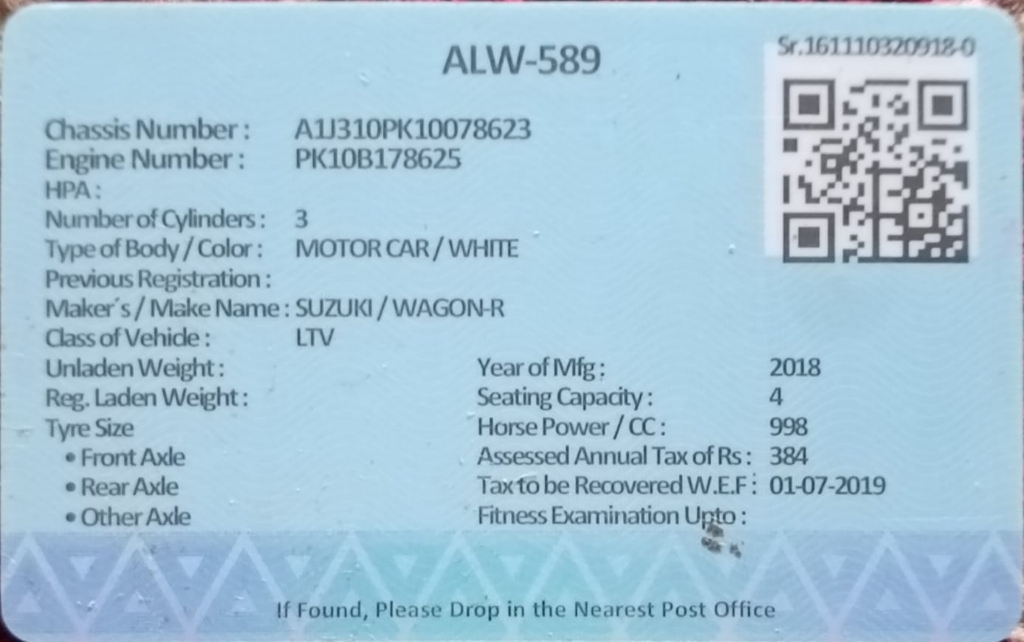 ALW-589
Sr.161110320918-0
Chassis Number : A1J310PK10078623
Engine Number : PK10B178625
HPA :
Number of Cylinders : 3
Type of Body / Color : MOTOR CAR / WHITE
Previous Registration :
Maker´s / Make Name : SUZUKI / WAGON-R
Class of Vehicle : LTV
Unladen Weight : Year of Mfg : 2018
Reg. Laden Weight : Seating Capacity : 4
Tyre Size Horse Power / CC : 998
• Front Axle Assessed Annual Tax of Rs : 384
• Rear Axle Tax to be Recovered W.E.F : 01-07-2019
• Other Axle Fitness Examination Upto :
If Found, Please Drop in the Nearest Post Office